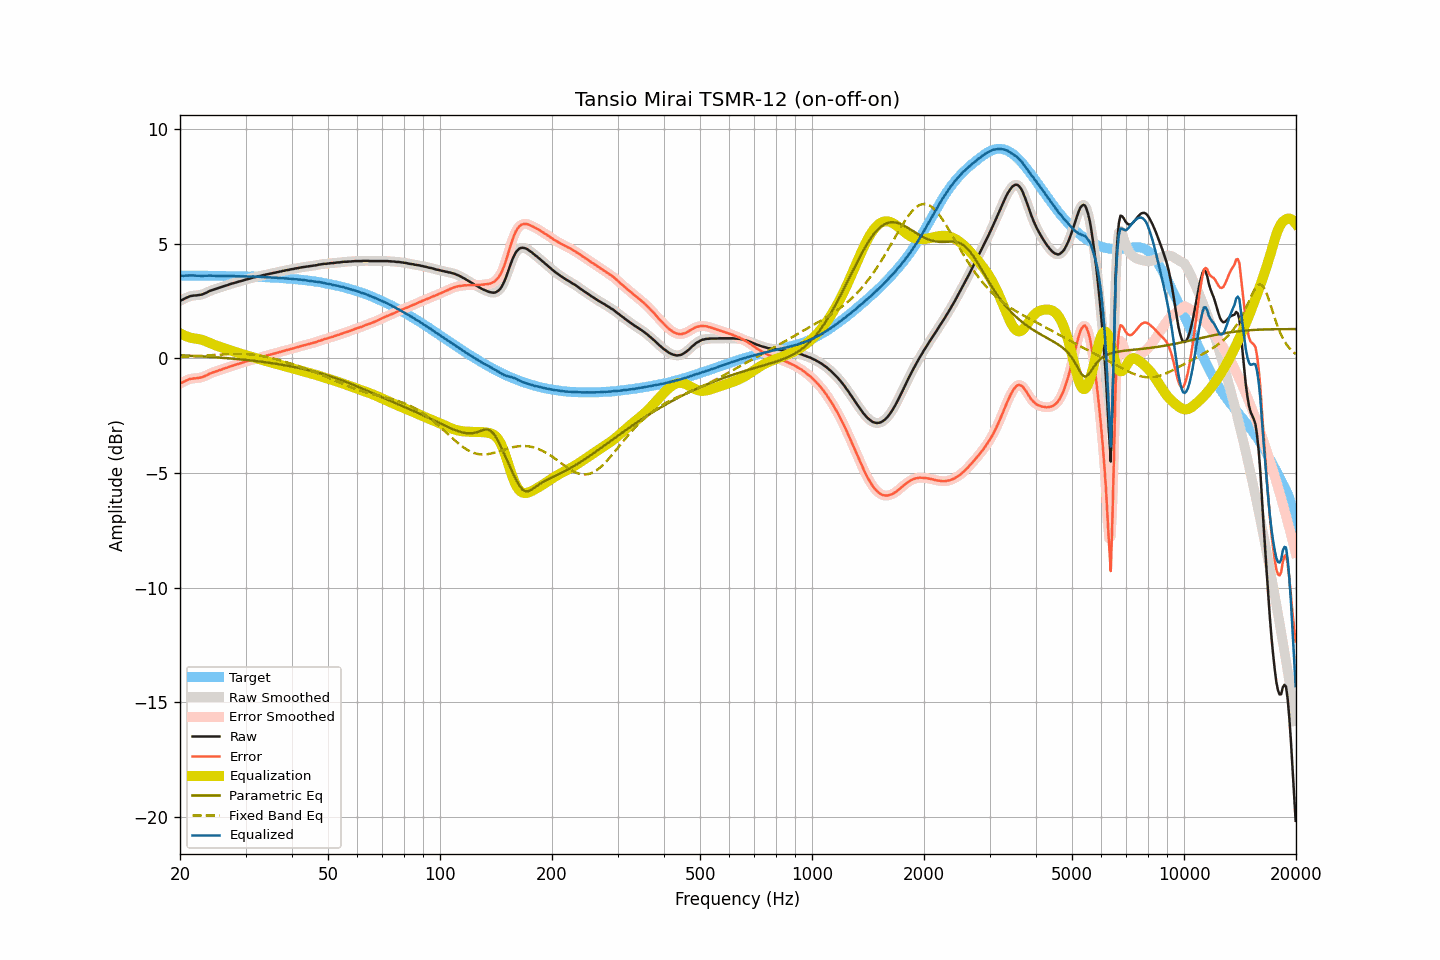 Tansio Mirai TSMR-12 (on-off-on)
10
5
0
−5
−10
−15
−20
Amplitude (dBr)
Target
Raw Smoothed
Error Smoothed
Raw
Error
Equalization
Parametric Eq
Fixed Band Eq
Equalized
20 50 100 200 500 1000 2000 5000 10000 20000
Frequency (Hz)